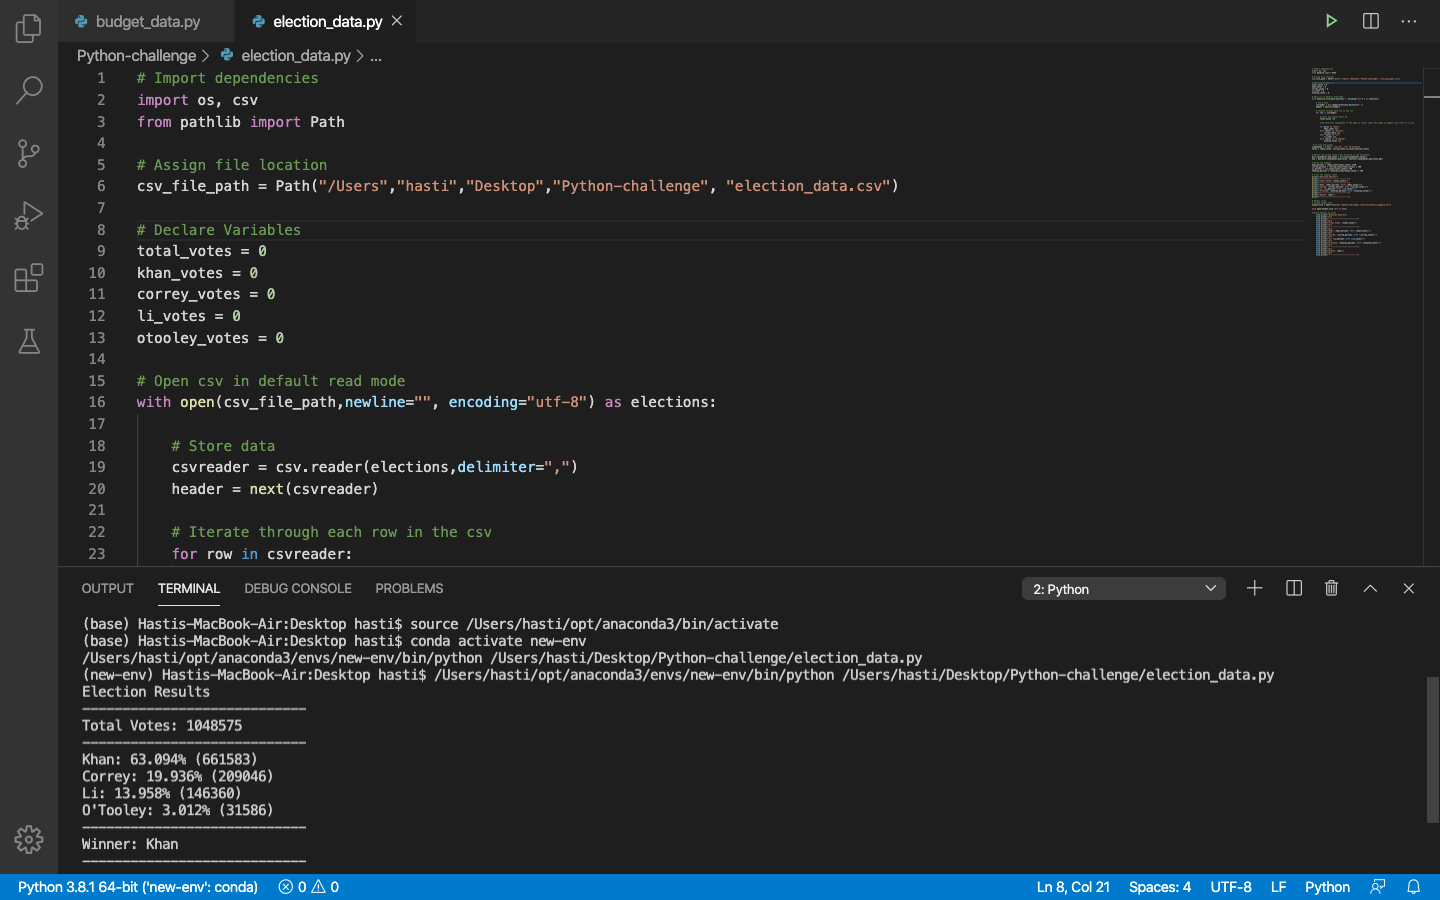 budget_data.py
election_data.py
Python-challenge > election_data.py > ...
1 # Import dependencies
2 import os, csv
3 from pathlib import Path
4
5 # Assign file location
6 csv_file_path = Path("/Users","hasti","Desktop","Python-challenge", "election_data.csv")
7
8 # Declare Variables
9 total_votes = 0
10 khan_votes = 0
11 correy_votes = 0
12 li_votes = 0
13 otooley_votes = 0
14
15 # Open csv in default read mode
16 with open(csv_file_path,newline="", encoding="utf-8") as elections:
17
18     # Store data
19     csvreader = csv.reader(elections,delimiter=",")
20     header = next(csvreader)
21
22     # Iterate through each row in the csv
23     for row in csvreader:
OUTPUT TERMINAL DEBUG CONSOLE PROBLEMS 2: Python
(base) Hastis-MacBook-Air:Desktop hasti$ source /Users/hasti/opt/anaconda3/bin/activate
(base) Hastis-MacBook-Air:Desktop hasti$ conda activate new-env
/Users/hasti/opt/anaconda3/envs/new-env/bin/python /Users/hasti/Desktop/Python-challenge/election_data.py
(new-env) Hastis-MacBook-Air:Desktop hasti$ /Users/hasti/opt/anaconda3/envs/new-env/bin/python /Users/hasti/Desktop/Python-challenge/election_data.py
Election Results
----------------------------
Total Votes: 1048575
----------------------------
Khan: 63.094% (661583)
Correy: 19.936% (209046)
Li: 13.958% (146360)
O'Tooley: 3.012% (31586)
----------------------------
Winner: Khan
----------------------------
Python 3.8.1 64-bit ('new-env': conda) 0 0 Ln 8, Col 21 Spaces: 4 UTF-8 LF Python